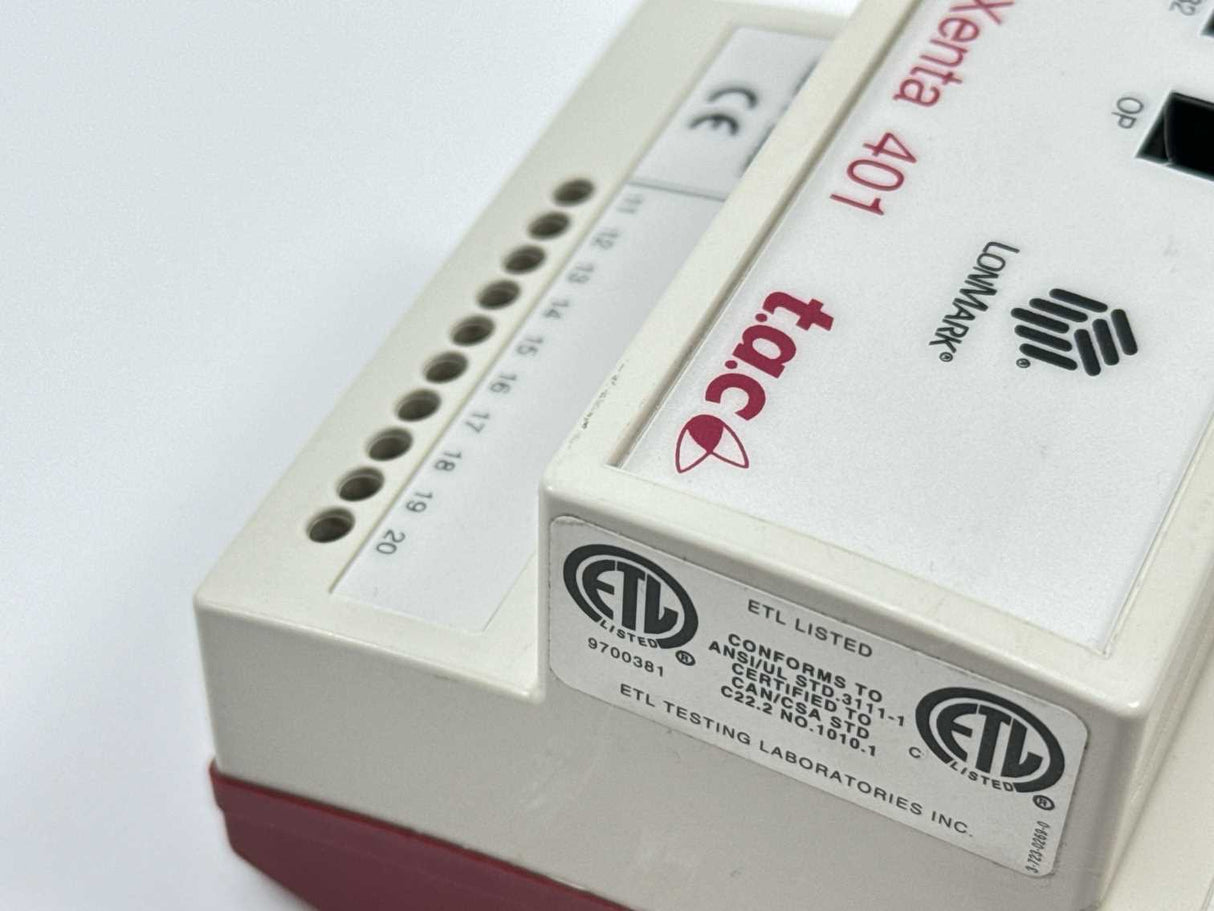 Xenta 401
OP
LONMARK®
t.a.c
CE
11
12
13
14
15
16
17
18
19
20
ETL
LISTED
®
9700381
ETL LISTED
CONFORMS TO
ANSI/UL STD.3111-1
CERTIFIED TO
CAN/CSA STD
C22.2 NO.1010.1
ETL TESTING LABORATORIES INC.
C
ETL
LISTED
®